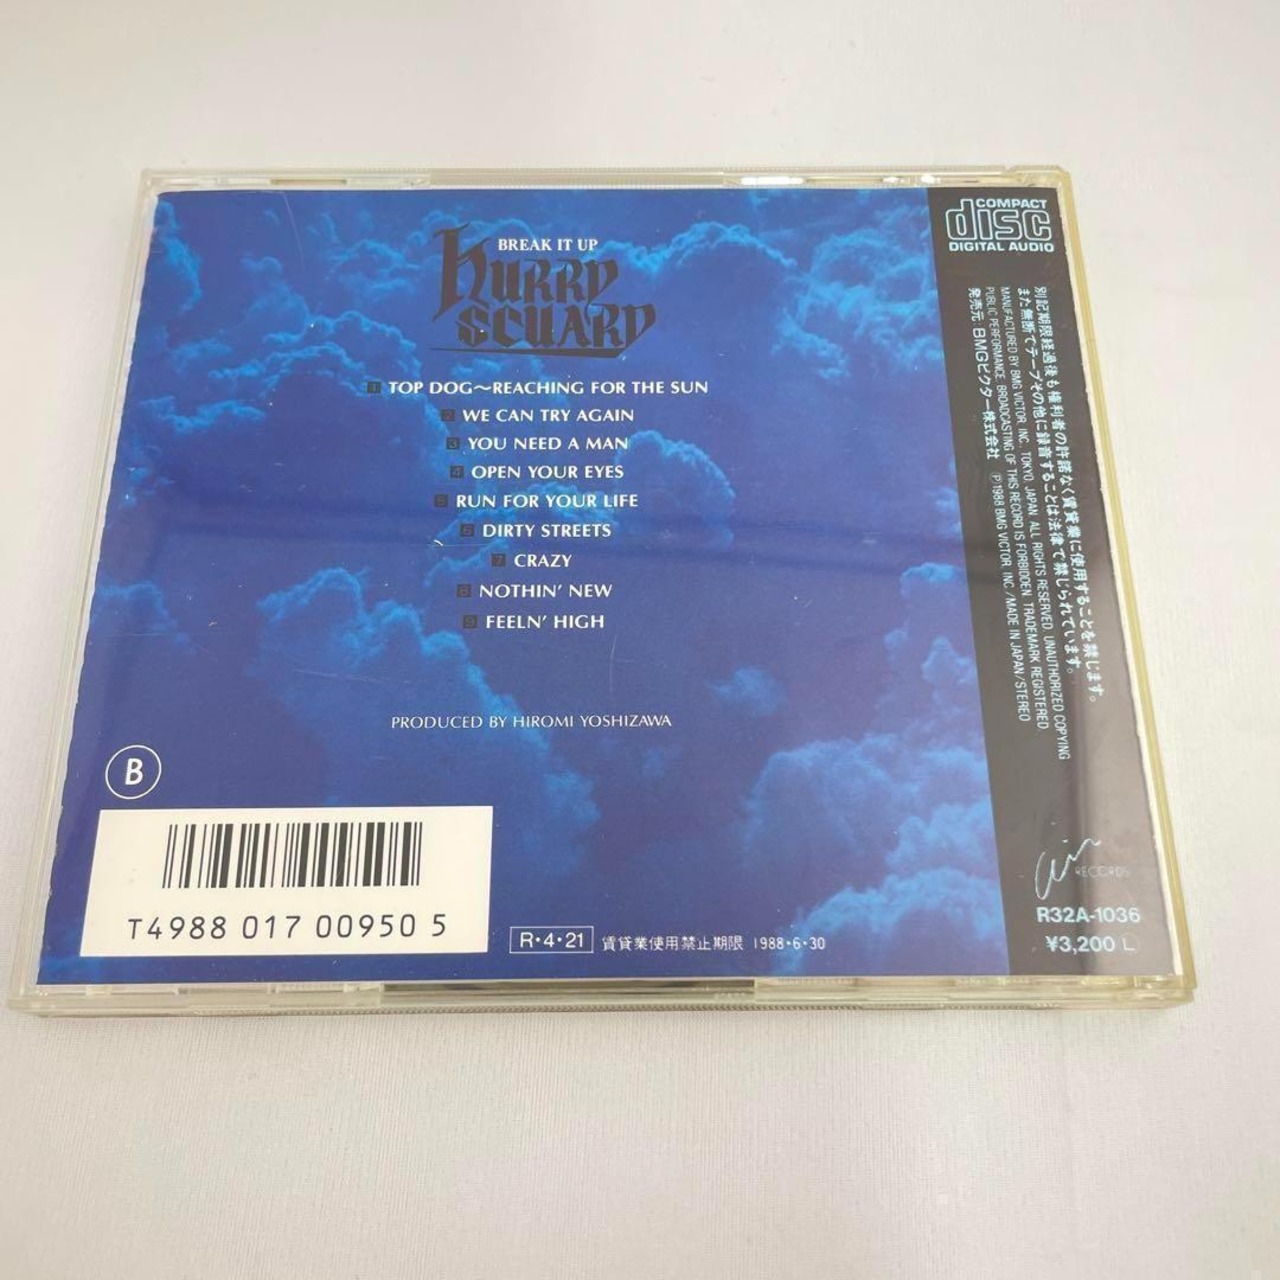 BREAK IT UP
HURRY
SCUARY
1 TOP DOG~REACHING FOR THE SUN
2 WE CAN TRY AGAIN
3 YOU NEED A MAN
4 OPEN YOUR EYES
5 RUN FOR YOUR LIFE
6 DIRTY STREETS
7 CRAZY
8 NOTHIN' NEW
9 FEELN' HIGH
PRODUCED BY HIROMI YOSHIZAWA
B
T4988 017 00950 5
R・4・21 賃貸業使用禁止期限 1988・6・30
COMPACT
disc
DIGITAL AUDIO
別記期限経過後も権利者の許諾なく賃貸業に使用することを禁じます。
また無断でテープその他に録音することは法律で禁じられています。
MANUFACTURED BY BMG VICTOR, INC., TOKYO, JAPAN. ALL RIGHTS RESERVED. UNAUTHORIZED COPYING
PUBLIC PERFORMANCE. BROADCASTING OF THIS RECORD IS FORBIDDEN. TRADEMARK REGISTERED
発売元:BMGビクター株式会社 ℗1988 BMG VICTOR, INC./MADE IN JAPAN/STEREO
Air
RECORDS
R32A-1036
¥3,200 L